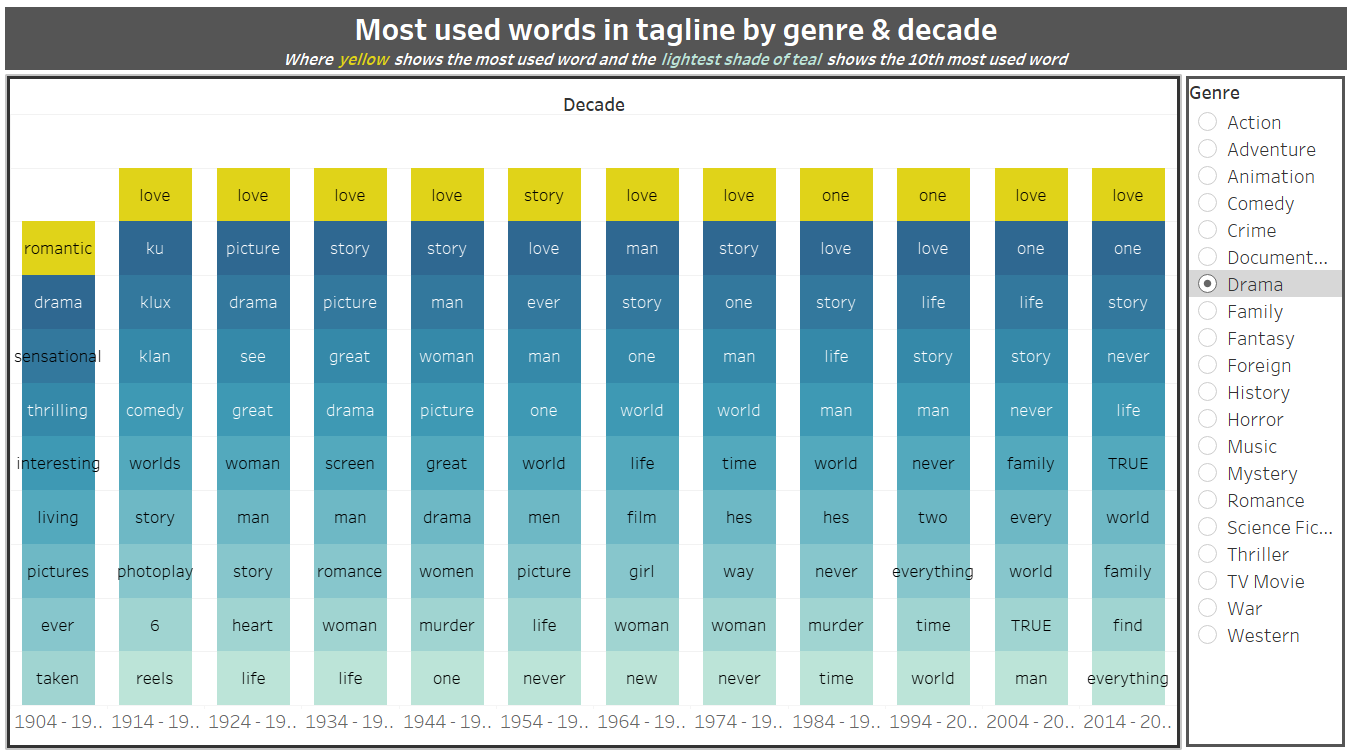 Most used words in tagline by genre & decade
Where yellow shows the most used word and the lightest shade of teal shows the 10th most used word
Decade
love love love love story love love one one love love
romantic ku picture story story love man story love love one one
drama klux drama picture man ever story one story life life story
sensational klan see great woman man one man life story story never
thrilling comedy great drama picture one world world man man never life
interesting worlds woman screen great world life time world never family TRUE
living story man man drama men film hes hes two every world
pictures photoplay story romance women picture girl way never everything world family
ever 6 heart woman murder life woman woman murder time TRUE find
taken reels life life one never new never time world man everything
1904 - 19.. 1914 - 19.. 1924 - 19.. 1934 - 19.. 1944 - 19.. 1954 - 19.. 1964 - 19.. 1974 - 19.. 1984 - 19.. 1994 - 20.. 2004 - 20.. 2014 - 20..
Genre
Action
Adventure
Animation
Comedy
Crime
Document...
Drama
Family
Fantasy
Foreign
History
Horror
Music
Mystery
Romance
Science Fic...
Thriller
TV Movie
War
Western